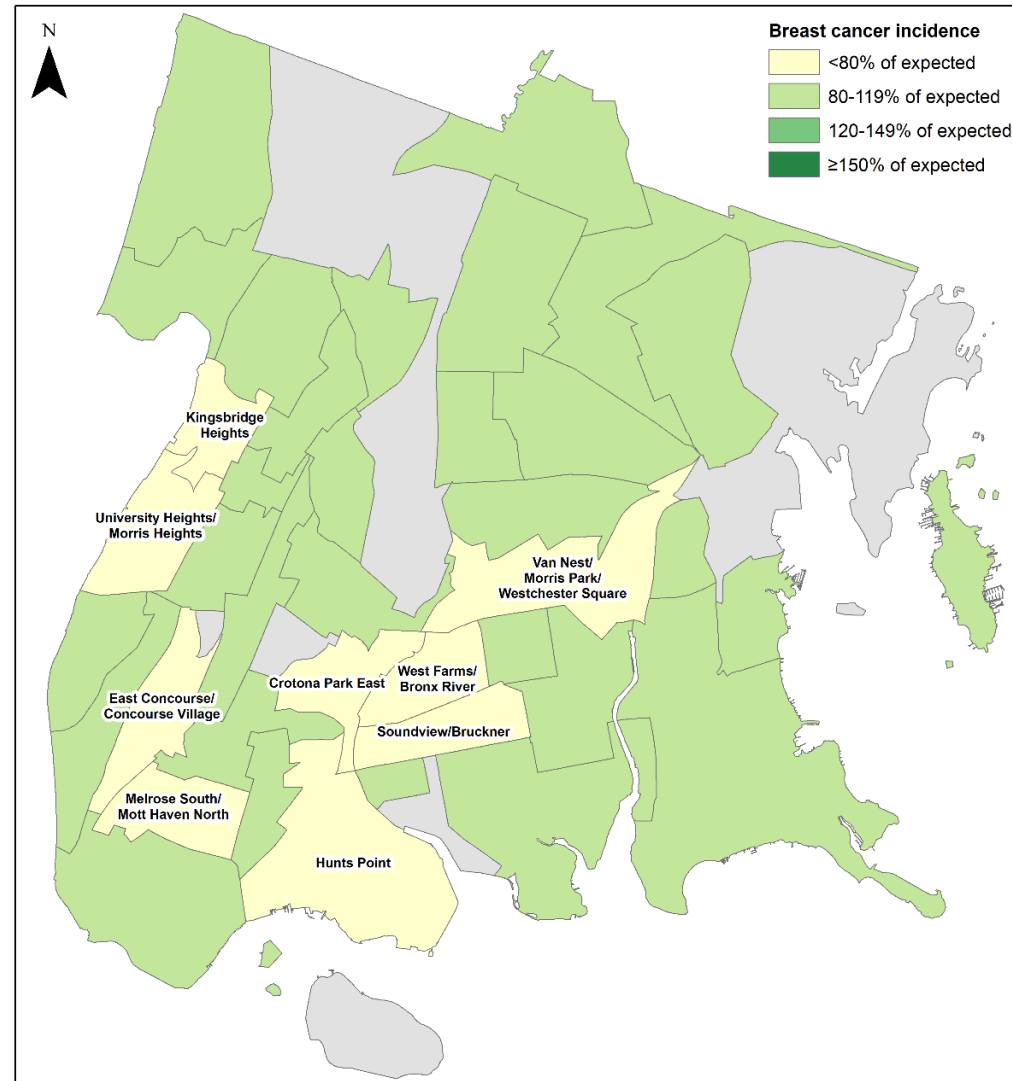 N
Breast cancer incidence
<80% of expected
80-119% of expected
120-149% of expected
≥150% of expected
Kingsbridge
Heights
University Heights/
Morris Heights
Van Nest/
Morris Park/
Westchester Square
Crotona Park East
West Farms/
Bronx River
East Concourse/
Concourse Village
Soundview/Bruckner
Melrose South/
Mott Haven North
Hunts Point